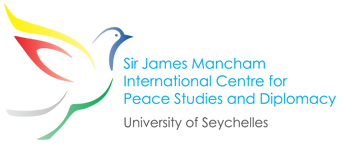 Sir James Mancham
International Centre for
Peace Studies and Diplomacy
University of Seychelles